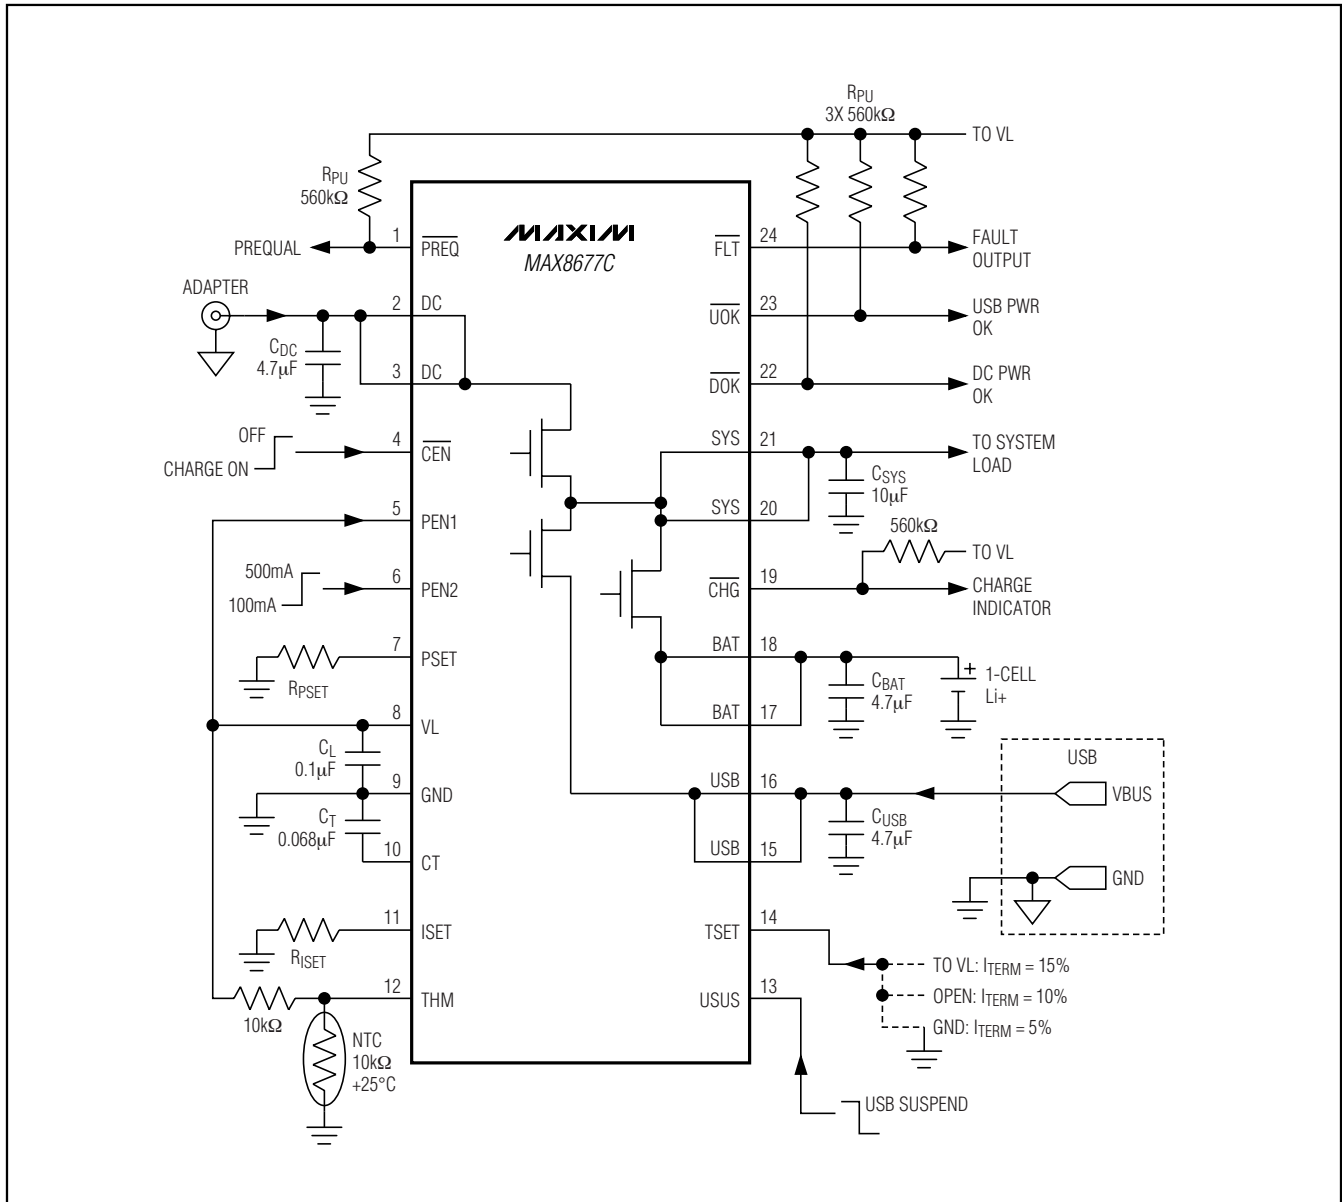 RPU
3X 560kΩ
TO VL
RPU
560kΩ
PREQUAL
1
PREQ
MAXIM
MAX8677C
FLT
24
FAULT
OUTPUT
ADAPTER
2
DC
UOK
23
USB PWR
OK
CDC
4.7µF
3
DC
DOK
22
DC PWR
OK
OFF
CHARGE ON
4
CEN
SYS
21
TO SYSTEM
LOAD
CSYS
10µF
5
PEN1
SYS
20
560kΩ
TO VL
500mA
100mA
6
PEN2
CHG
19
CHARGE
INDICATOR
7
PSET
RPSET
BAT
18
CBAT
4.7µF
+
1-CELL
Li+
8
VL
BAT
17
CL
0.1µF
9
GND
USB
16
USB
VBUS
CUSB
4.7µF
CT
0.068µF
10
CT
USB
15
GND
11
ISET
RISET
TSET
14
TO VL: ITERM = 15%
OPEN: ITERM = 10%
GND: ITERM = 5%
12
THM
USUS
13
10kΩ
NTC
10kΩ
+25°C
USB SUSPEND